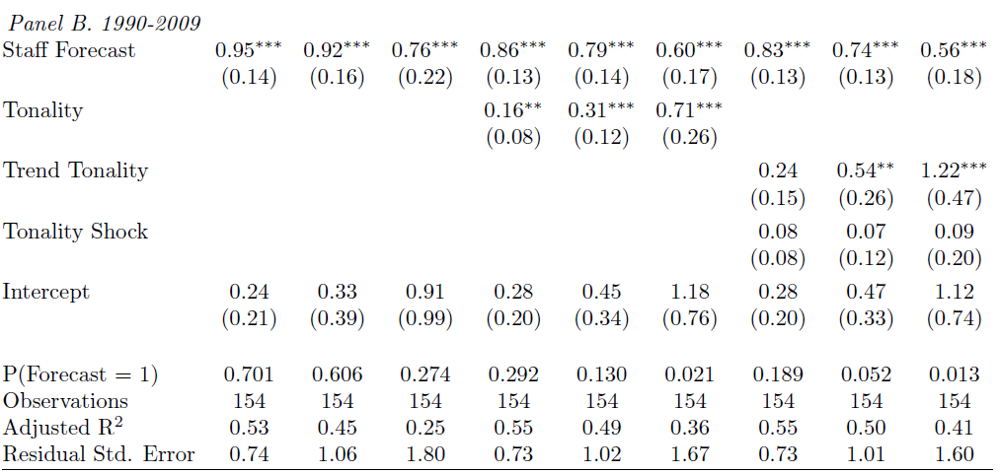 Panel B. 1990-2009
Staff Forecast 0.95*** 0.92*** 0.76*** 0.86*** 0.79*** 0.60*** 0.83*** 0.74*** 0.56***
(0.14) (0.16) (0.22) (0.13) (0.14) (0.17) (0.13) (0.13) (0.18)
Tonality 0.16** 0.31*** 0.71***
(0.08) (0.12) (0.26)
Trend Tonality 0.24 0.54** 1.22***
(0.15) (0.26) (0.47)
Tonality Shock 0.08 0.07 0.09
(0.08) (0.12) (0.20)
Intercept 0.24 0.33 0.91 0.28 0.45 1.18 0.28 0.47 1.12
(0.21) (0.39) (0.99) (0.20) (0.34) (0.76) (0.20) (0.33) (0.74)
P(Forecast = 1) 0.701 0.606 0.274 0.292 0.130 0.021 0.189 0.052 0.013
Observations 154 154 154 154 154 154 154 154 154
Adjusted R² 0.53 0.45 0.25 0.55 0.49 0.36 0.55 0.50 0.41
Residual Std. Error 0.74 1.06 1.80 0.73 1.02 1.67 0.73 1.01 1.60